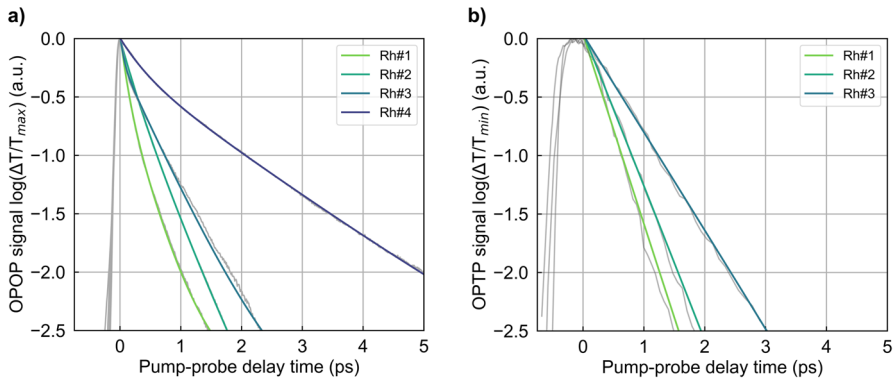 a)
OPOP signal log(ΔT/Tmax) (a.u.)
0.0
−0.5
−1.0
−1.5
−2.0
−2.5
Rh#1
Rh#2
Rh#3
Rh#4
0 1 2 3 4 5
Pump-probe delay time (ps)
b)
OPTP signal log(ΔT/Tmin) (a.u.)
0.0
−0.5
−1.0
−1.5
−2.0
−2.5
Rh#1
Rh#2
Rh#3
0 1 2 3 4 5
Pump-probe delay time (ps)